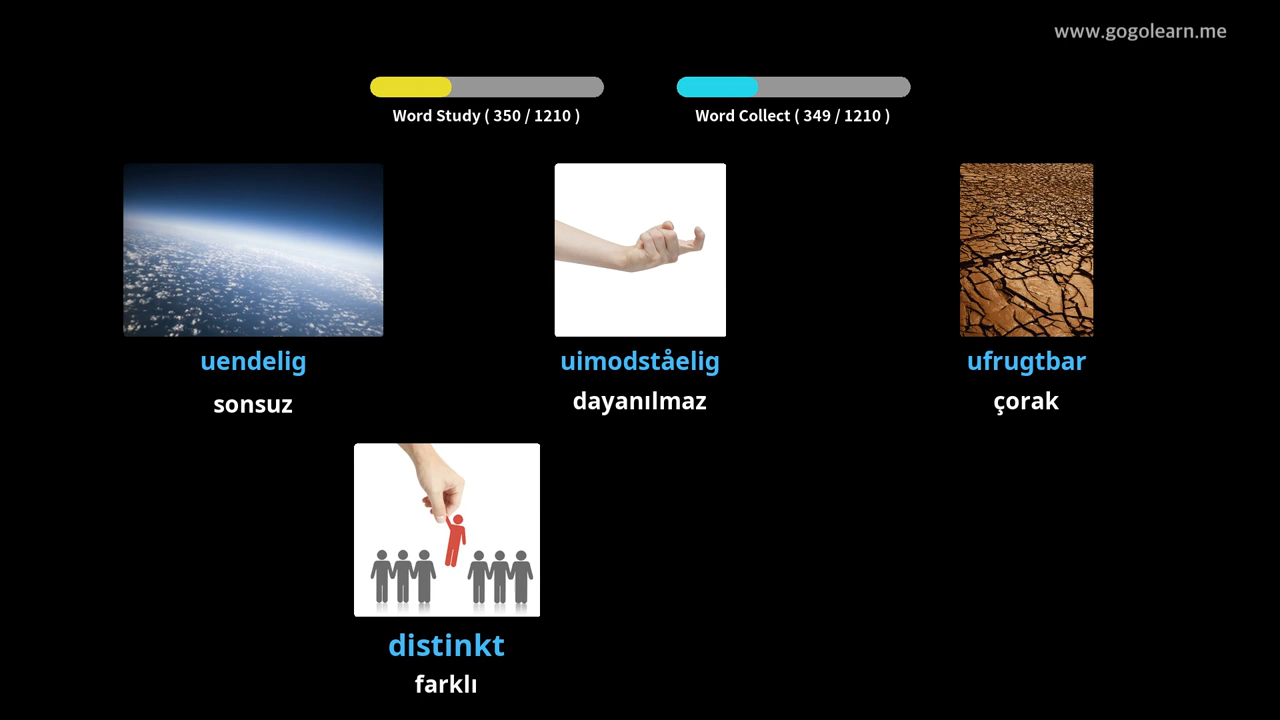 www.gogolearn.me
Word Study ( 350 / 1210 )
Word Collect ( 349 / 1210 )
uendelig
uimodståelig
ufrugtbar
sonsuz
dayanılmaz
çorak
distinkt
farklı